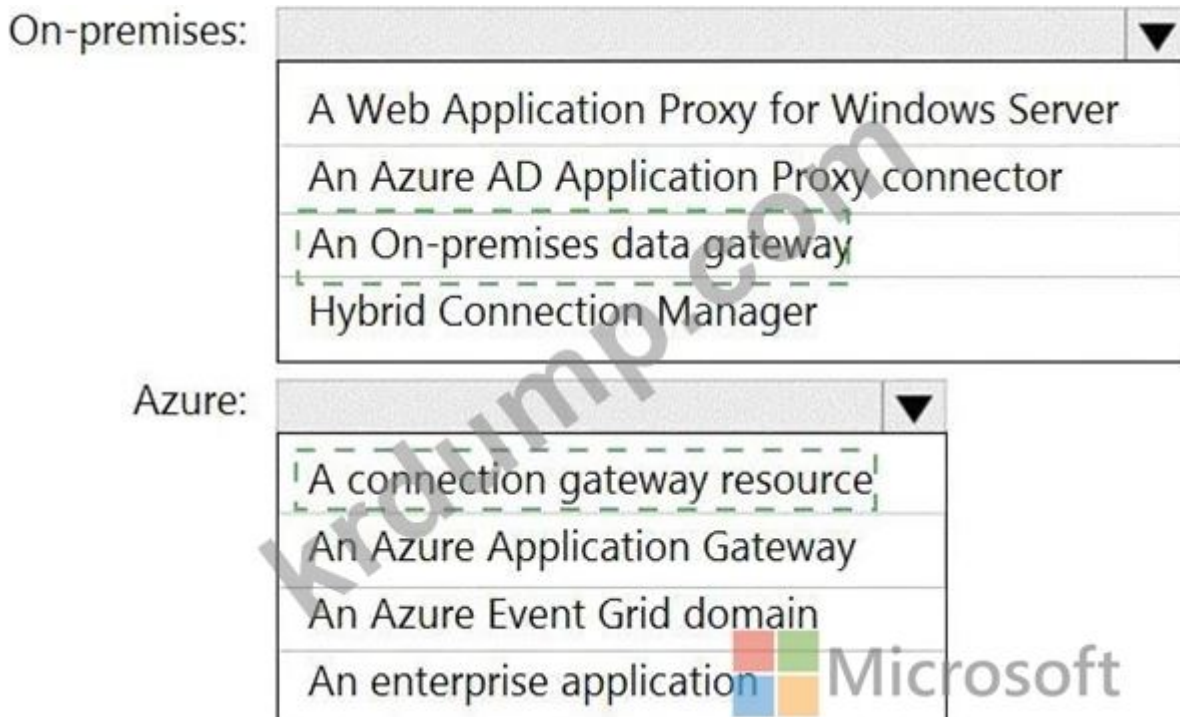 On-premises:
A Web Application Proxy for Windows Server
An Azure AD Application Proxy connector
An On-premises data gateway
Hybrid Connection Manager
Azure:
A connection gateway resource
An Azure Application Gateway
An Azure Event Grid domain
An enterprise application
Microsoft
krdump.com